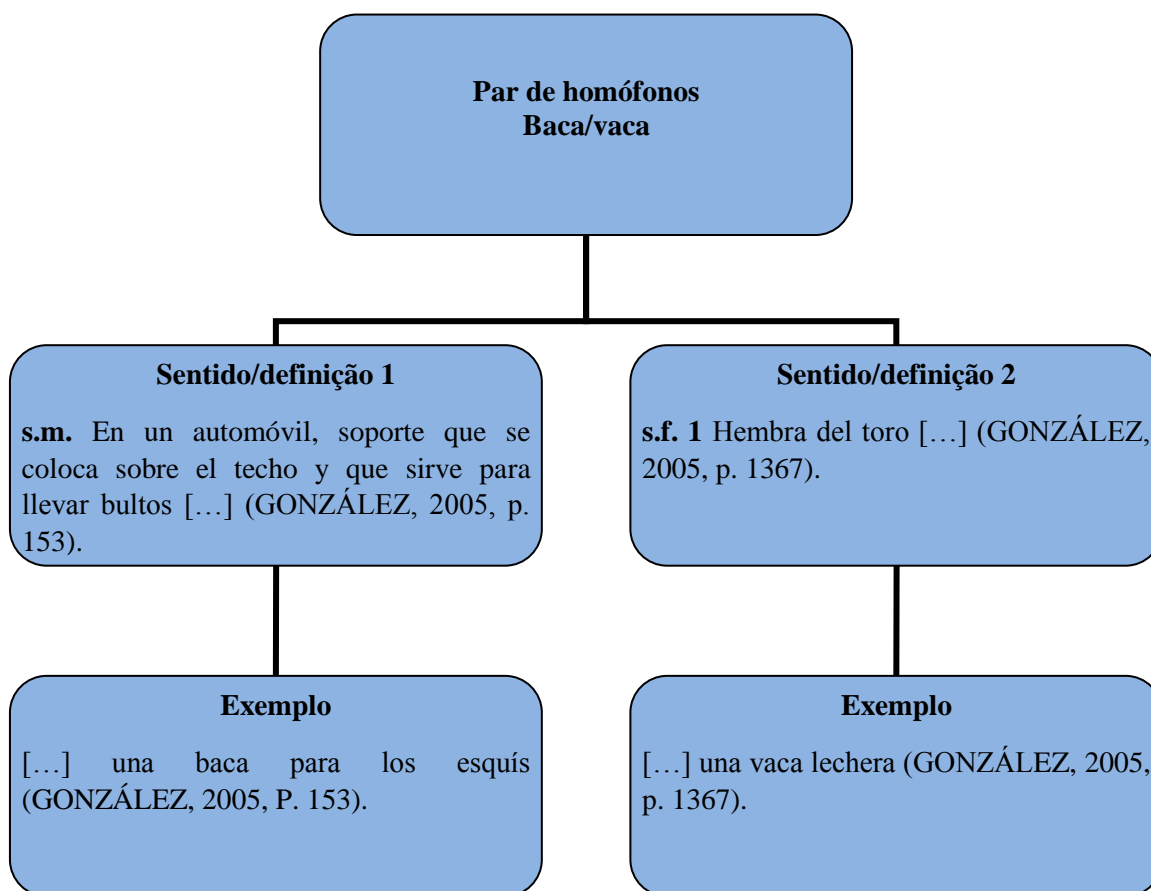 Par de homófonos
Baca/vaca
Sentido/definição 1
s.m. En un automóvil, soporte que se
coloca sobre el techo y que sirve para
llevar bultos […] (GONZÁLEZ, 2005, p.
153).
Sentido/definição 2
s.f. 1 Hembra del toro […] (GONZÁLEZ,
2005, p. 1367).
Exemplo
[…] una baca para los esquís
(GONZÁLEZ, 2005, P. 153).
Exemplo
[…] una vaca lechera (GONZÁLEZ, 2005,
p. 1367).